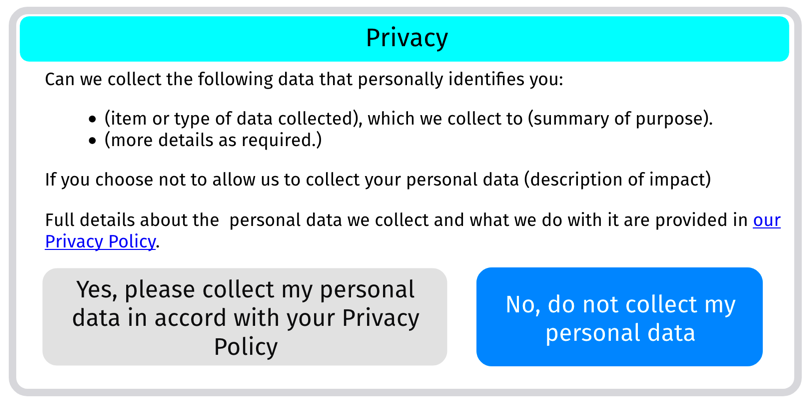 Privacy
Can we collect the following data that personally identifies you:
• (item or type of data collected), which we collect to (summary of purpose).
• (more details as required.)
If you choose not to allow us to collect your personal data (description of impact)
Full details about the  personal data we collect and what we do with it are provided in our
Privacy Policy.
Yes, please collect my personal
data in accord with your Privacy
Policy
No, do not collect my
personal data